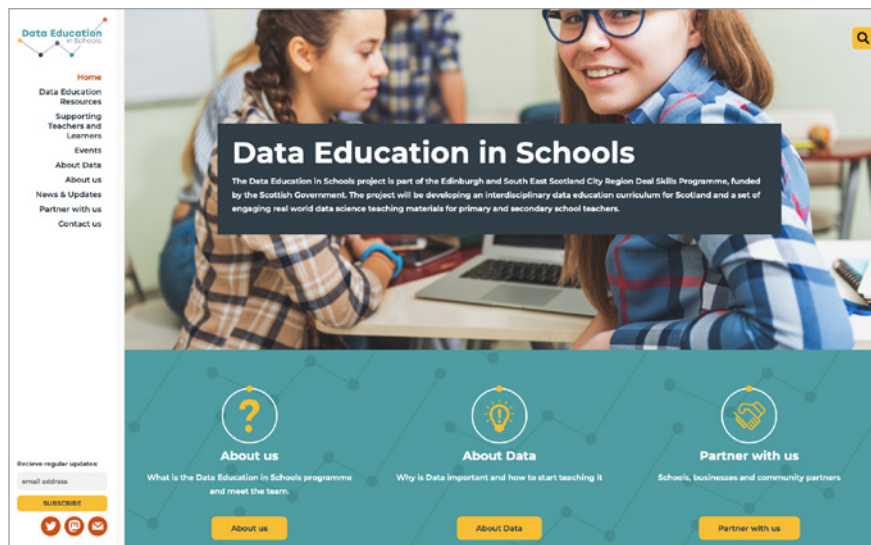 Data Education
in Schools
Home
Data Education
Resources
Supporting
Teachers and
Learners
Events
About Data
About us
News & Updates
Partner with us
Contact us
Data Education in Schools
The Data Education in Schools project is part of the Edinburgh and South East Scotland City Region Deal Skills Programme, funded
by the Scottish Government. The project will be developing an interdisciplinary data education curriculum for Scotland and a set of
engaging real world data science teaching materials for primary and secondary school teachers.
About us
What is the Data Education in Schools programme
and meet the team.
About us
About Data
Why is Data important and how to start teaching it
About Data
Partner with us
Schools, businesses and community partners
Partner with us
Recieve regular updates:
email address
SUBSCRIBE